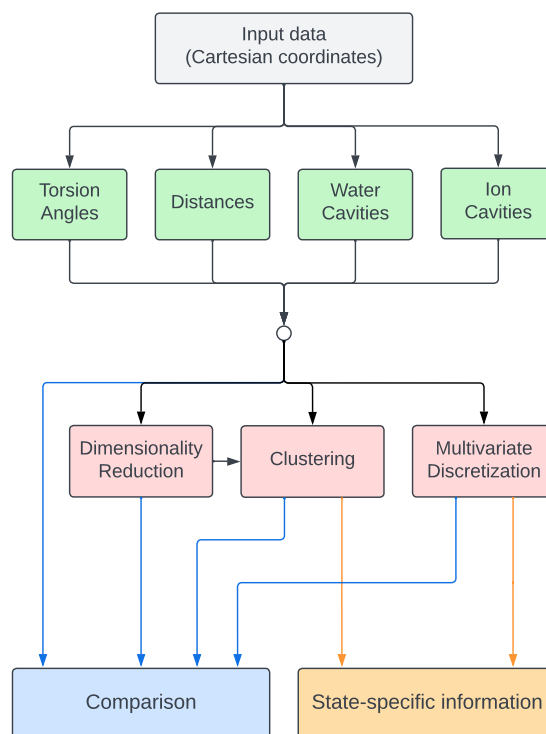 Input data
(Cartesian coordinates)
Torsion
Angles
Distances
Water
Cavities
Ion
Cavities
Dimensionality
Reduction
Clustering
Multivariate
Discretization
Comparison
State-specific information